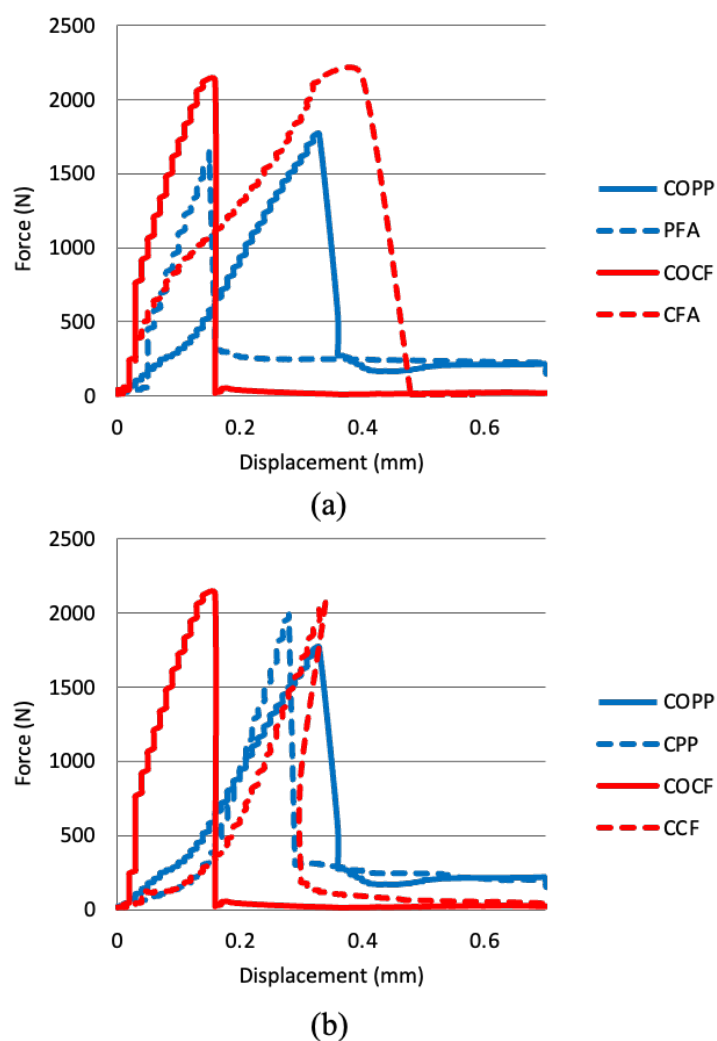 2500
2000
1500
1000
500
0
Force (N)
0 0.2 0.4 0.6
Displacement (mm)
COPP
PFA
COCF
CFA
(a)
2500
2000
1500
1000
500
0
Force (N)
0 0.2 0.4 0.6
Displacement (mm)
COPP
CPP
COCF
CCF
(b)